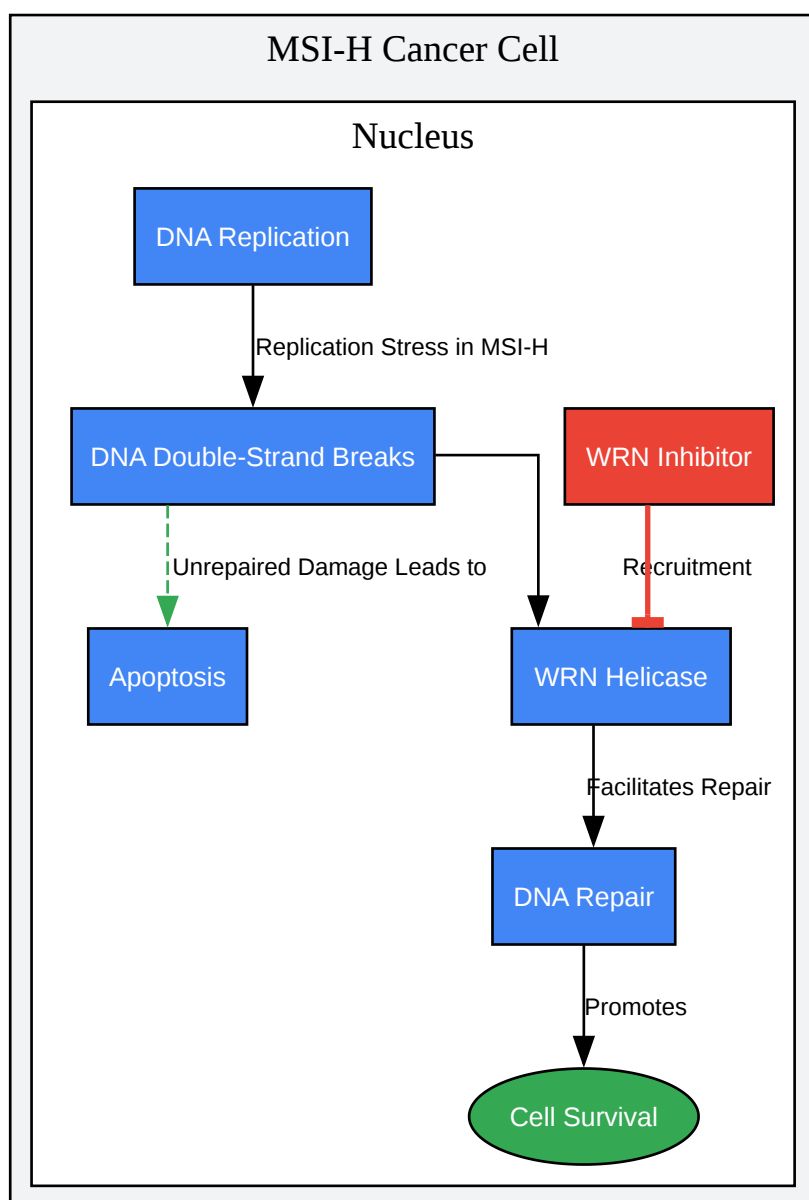 MSI-H Cancer Cell
Nucleus
DNA Replication
Replication Stress in MSI-H
DNA Double-Strand Breaks
WRN Inhibitor
Unrepaired Damage Leads to
Recruitment
Apoptosis
WRN Helicase
Facilitates Repair
DNA Repair
Promotes
Cell Survival